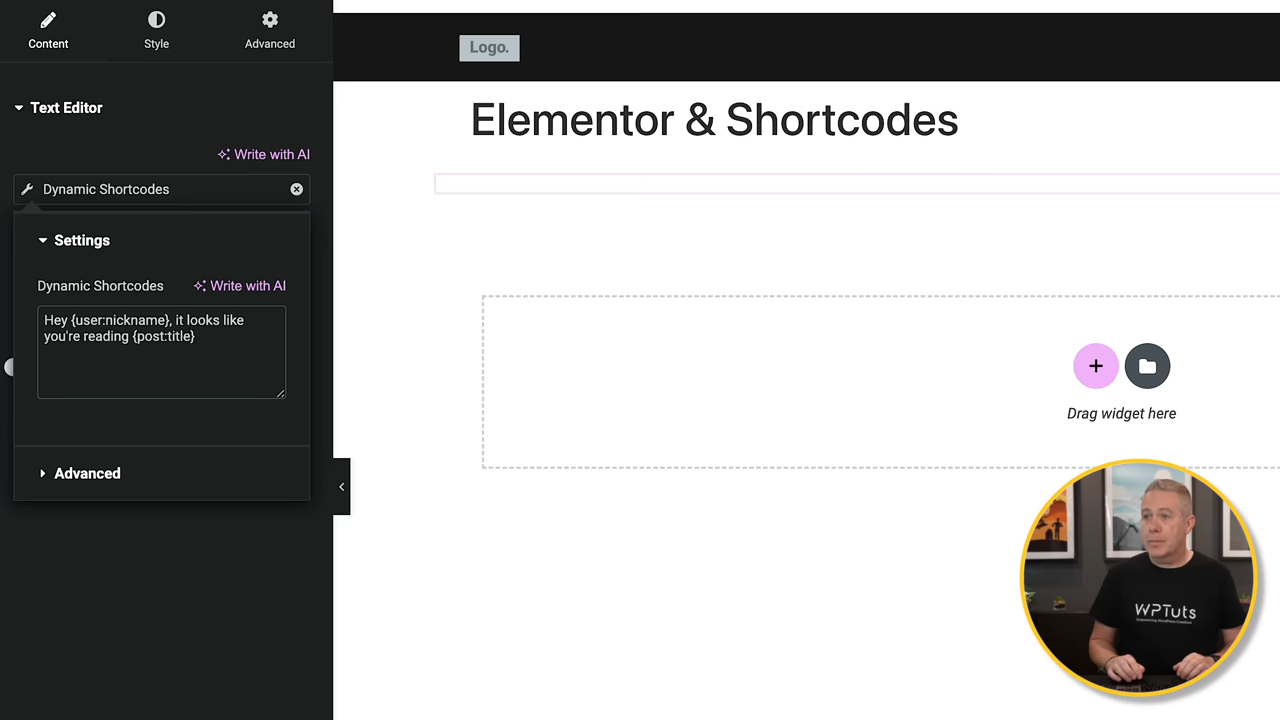 Content
Style
Advanced
Text Editor
Write with AI
Dynamic Shortcodes
Settings
Dynamic Shortcodes
Write with AI
Hey {user:nickname}, it looks like
you're reading {post:title}
Advanced
Logo.
Elementor & Shortcodes
Drag widget here
WPTuts